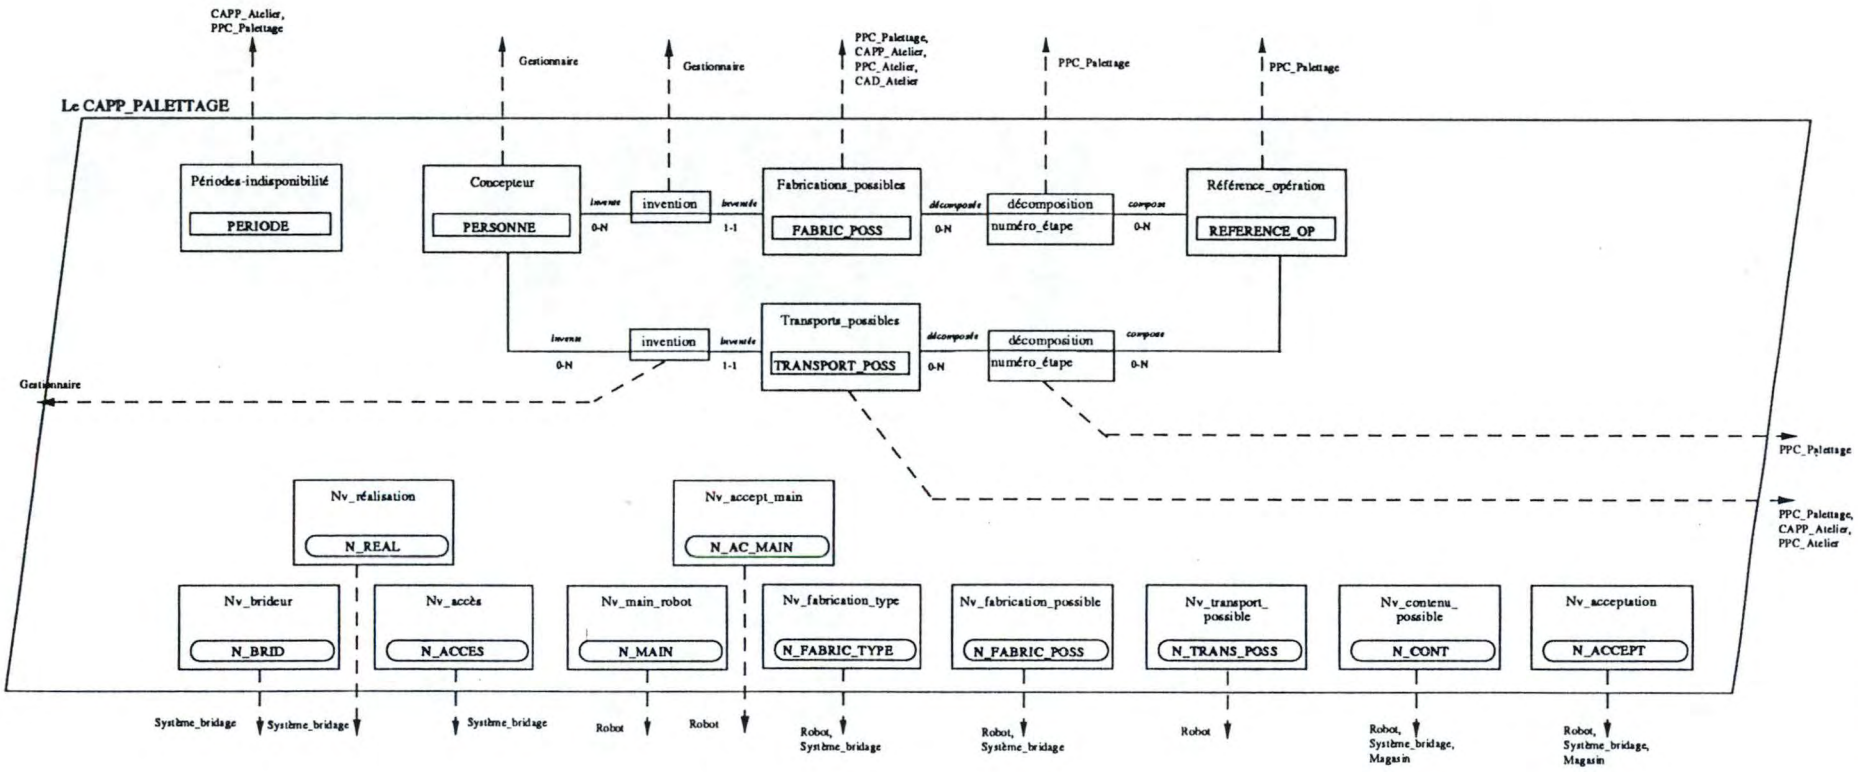 CAPP_Atelier,
PPC_Palettage
Gestionnaire
Gestionnaire
PPC_Palettage,
CAPP_Atelier,
PPC_Atelier,
CAD_Atelier
PPC_Palettage
PPC_Palettage
Le CAPP_PALETTAGE
Périodes-indisponibilité
PERIODE
Concepteur
PERSONNE
invente
0-N
invention
inventée
1-1
Fabrications_possibles
FABRIC_POSS
décomposée
0-N
décomposition
numéro_étape
compose
0-N
Référence_opération
REFERENCE_OP
invente
0-N
invention
inventée
1-1
Transports_possibles
TRANSPORT_POSS
décomposée
0-N
décomposition
numéro_étape
compose
0-N
Gestionnaire
PPC_Palettage
PPC_Palettage,
CAPP_Atelier,
PPC_Atelier
Nv_réalisation
N_REAL
Nv_accept_main
N_AC_MAIN
Nv_brideur
N_BRID
Nv_accès
N_ACCES
Nv_main_robot
N_MAIN
Nv_fabrication_type
N_FABRIC_TYPE
Nv_fabrication_possible
N_FABRIC_POSS
Nv_transport_
possible
N_TRANS_POSS
Nv_contenu_
possible
N_CONT
Nv_acceptation
N_ACCEPT
Système_bridage
Système_bridage
Système_bridage
Robot
Robot
Robot,
Système_bridage
Robot,
Système_bridage
Robot
Robot,
Système_bridage,
Magasin
Robot,
Système_bridage,
Magasin